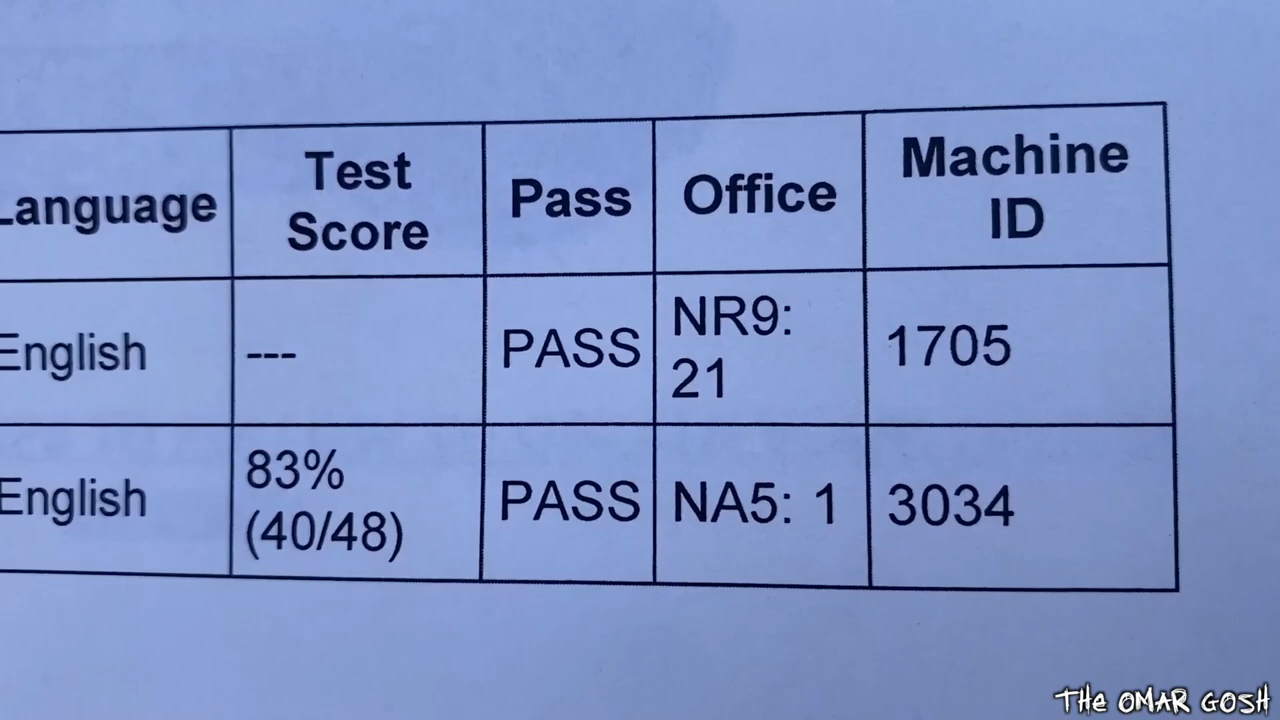 Language Test Score Pass Office Machine ID
English --- PASS NR9: 21 1705
English 83% (40/48) PASS NA5: 1 3034
THE OMAR GOSH